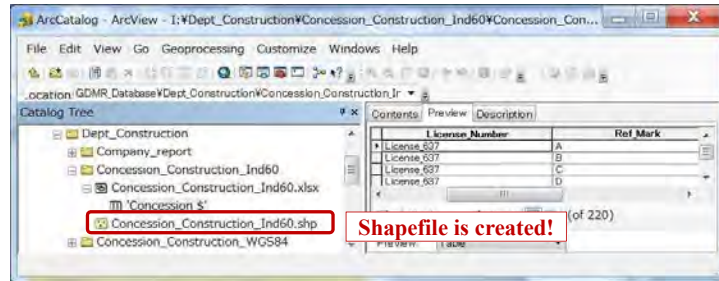 ArcCatalog - ArcView - I:¥Dept_Construction¥Concession_Construction_Ind60¥Concession_Con...
File Edit View Go Geoprocessing Customize Windows Help
ocation GDMR_Database¥Dept_Construction¥Concession_Construction_Ir
Catalog Tree
Contents Preview Description
Dept_Construction
Company_report
Concession_Construction_Ind60
Concession_Construction_Ind60.xlsx
'Concession $'
Concession_Construction_Ind60.shp
Concession_Construction_WGS84
License_Number Ref_Mark
License_637 A
License_637 B
License_637 C
License_637 D
(of 220)
Shapefile is created!
Preview: Table